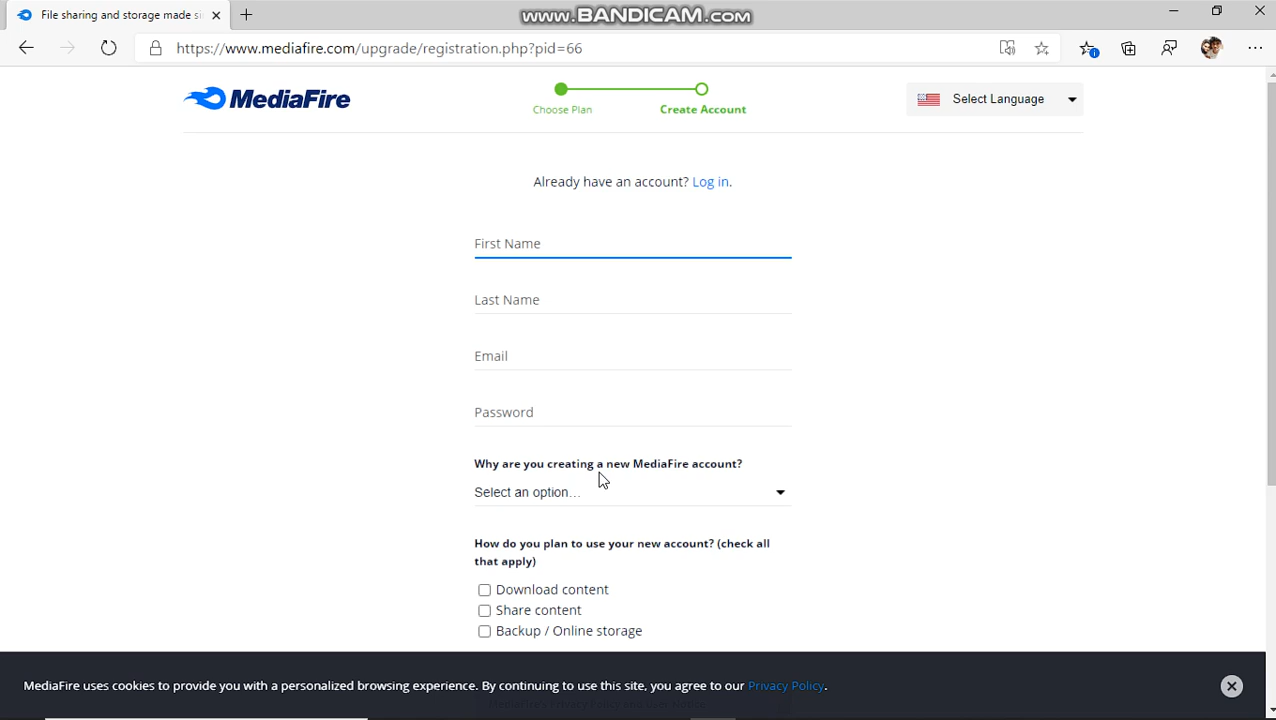 File sharing and storage made si
www.BANDICAM.com
https://www.mediafire.com/upgrade/registration.php?pid=66
MediaFire
Choose Plan
Create Account
Select Language
Already have an account? Log in.
First Name
Last Name
Email
Password
Why are you creating a new MediaFire account?
Select an option...
How do you plan to use your new account? (check all
that apply)
Download content
Share content
Backup / Online storage
MediaFire uses cookies to provide you with a personalized browsing experience. By continuing to use this site, you agree to our Privacy Policy.